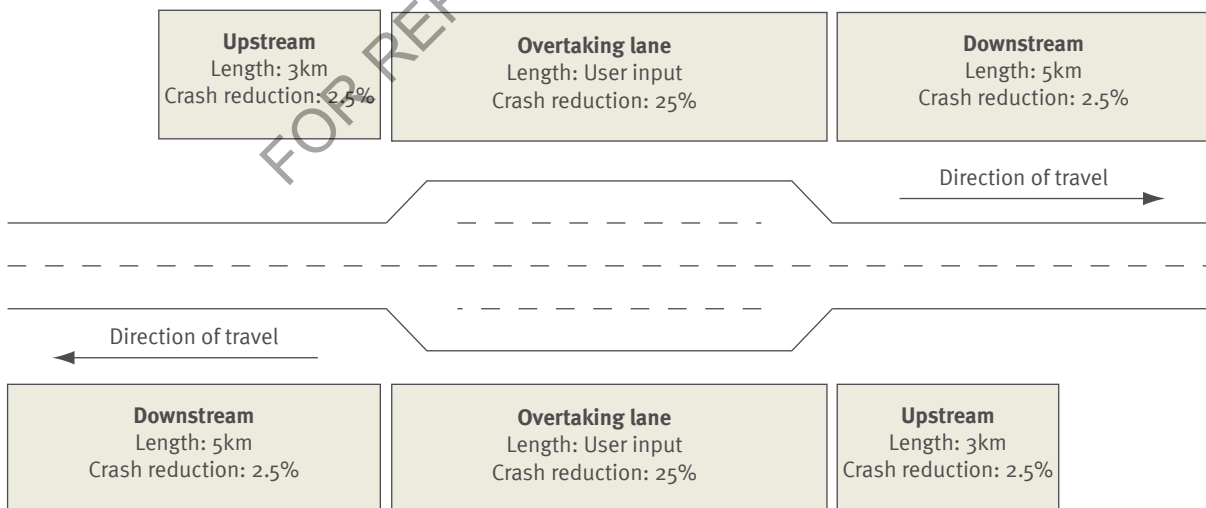 Upstream
Length: 3km
Crash reduction: 2.5%
Overtaking lane
Length: User input
Crash reduction: 25%
Downstream
Length: 5km
Crash reduction: 2.5%
FOR REF
Direction of travel
Direction of travel
Downstream
Length: 5km
Crash reduction: 2.5%
Overtaking lane
Length: User input
Crash reduction: 25%
Upstream
Length: 3km
Crash reduction: 2.5%